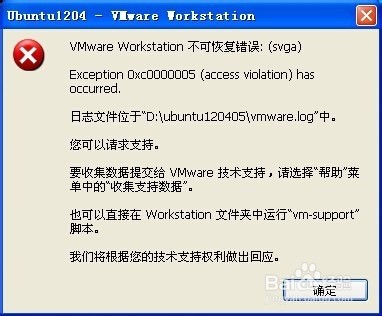 Ubuntu1204 - VMware Workstation
VMware Workstation 不可恢复错误: (svga)
Exception 0xc0000005 (access violation) has
occurred.
日志文件位于“D:\ubuntu120405\vmware.log”中。
您可以请求支持。
要收集数据提交给 VMware 技术支持，请选择“帮助”菜
单中的“收集支持数据”。
也可以直接在 Workstation 文件夹中运行“vm-support”
脚本。
我们将根据您的技术支持权利做出回应。
确定